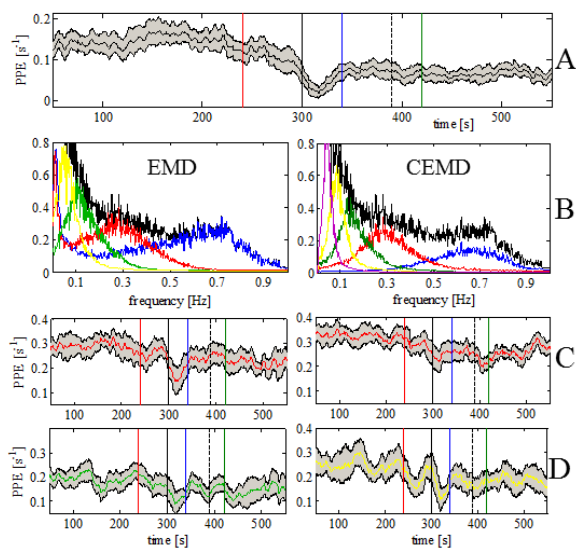 0.2
0.1
0
PPE [s⁻¹]
A
100 200 300 400 500
time [s]
0.8 0.8
EMD CEMD
0.6 0.6
B
0.4 0.4
0.2 0.2
0 0
0.1 0.3 0.5 0.7 0.9 0.1 0.3 0.5 0.7 0.9
frequency [Hz] frequency [Hz]
0.4 0.4
0.3 0.3
C
0.2 0.2
0.1 0.1
PPE [s⁻¹]
100 200 300 400 500 100 200 300 400 500
0.3 0.3
D
0.2 0.2
0.1 0.1
PPE [s⁻¹]
100 200 300 400 500 100 200 300 400 500
time [s] time [s]